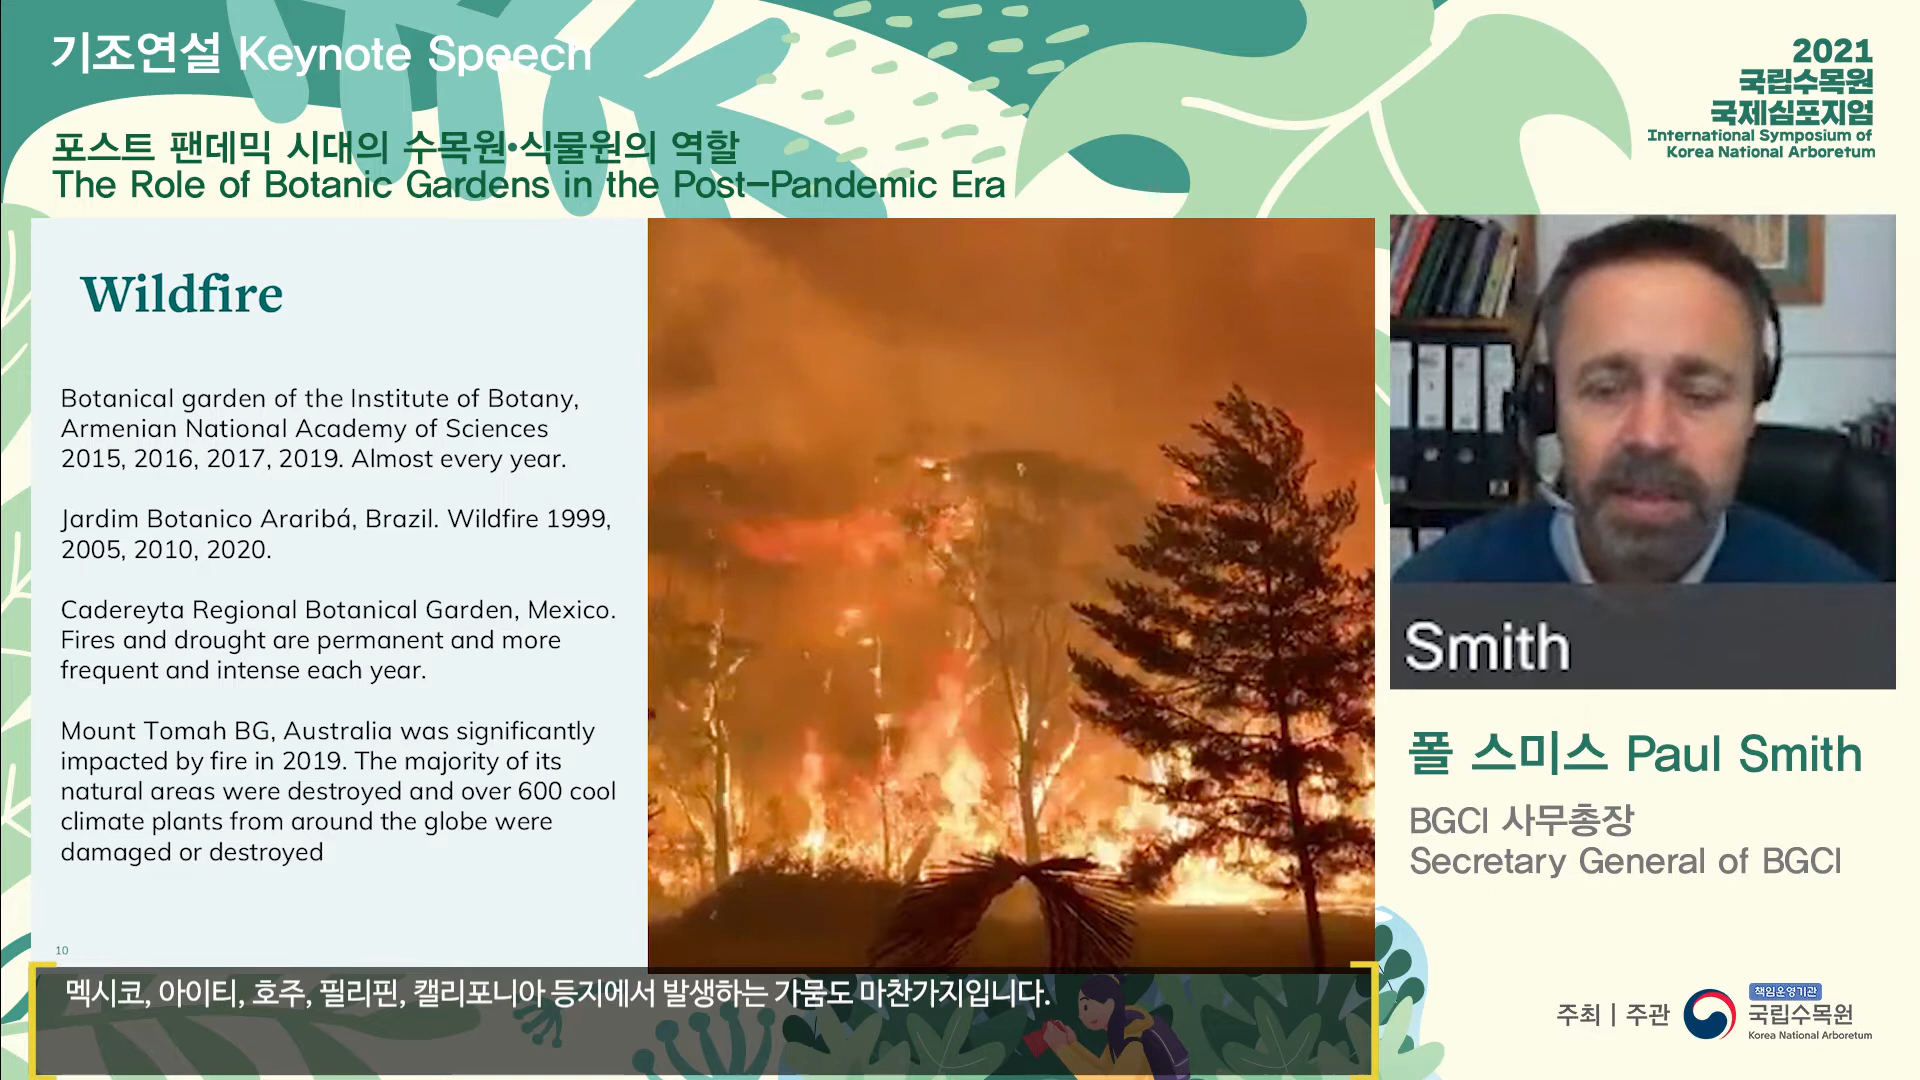 기조연설 Keynote Speech
2021
국립수목원
국제심포지엄
International Symposium of
Korea National Arboretum
포스트 팬데믹 시대의 수목원•식물원의 역할
The Role of Botanic Gardens in the Post-Pandemic Era
Wildfire
Botanical garden of the Institute of Botany,
Armenian National Academy of Sciences
2015, 2016, 2017, 2019. Almost every year.
Jardim Botanico Araribá, Brazil. Wildfire 1999,
2005, 2010, 2020.
Cadereyta Regional Botanical Garden, Mexico.
Fires and drought are permanent and more
frequent and intense each year.
Mount Tomah BG, Australia was significantly
impacted by fire in 2019. The majority of its
natural areas were destroyed and over 600 cool
climate plants from around the globe were
damaged or destroyed
10
Smith
폴 스미스 Paul Smith
BGCI 사무총장
Secretary General of BGCI
멕시코, 아이티, 호주, 필리핀, 캘리포니아 등지에서 발생하는 가뭄도 마찬가지입니다.
주최 | 주관
책임운영기관
국립수목원
Korea National Arboretum